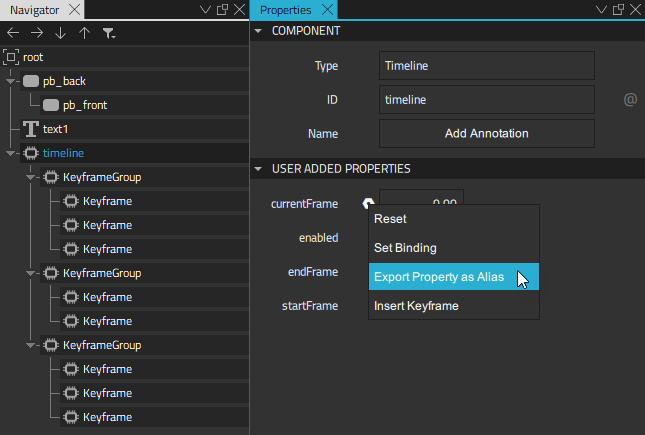 Navigator
Properties
root
pb_back
pb_front
text1
timeline
KeyframeGroup
Keyframe
Keyframe
Keyframe
KeyframeGroup
Keyframe
Keyframe
KeyframeGroup
Keyframe
Keyframe
Keyframe
COMPONENT
Type Timeline
ID timeline @
Name Add Annotation
USER ADDED PROPERTIES
currentFrame 0.00
Reset
enabled
Set Binding
endFrame
Export Property as Alias
startFrame
Insert Keyframe